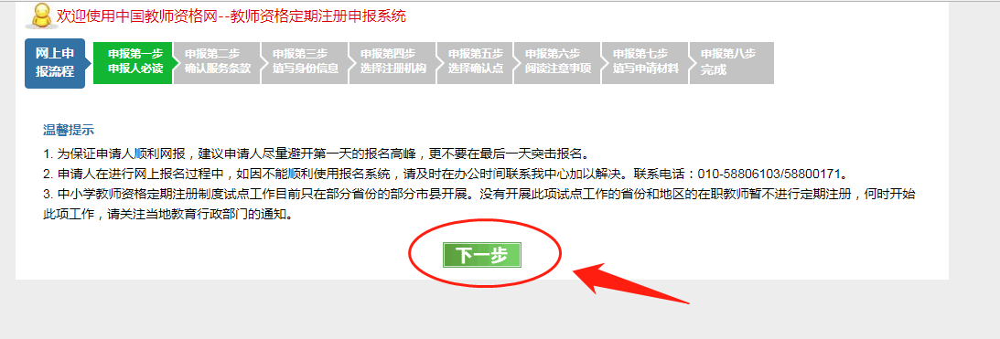 欢迎使用中国教师资格网--教师资格定期注册申报系统
网上申
报流程
申报第一步
申报人必读
申报第二步
确认服务条款
申报第三步
填写身份信息
申报第四步
选择注册机构
申报第五步
选择确认点
申报第六步
阅读注意事项
申报第七步
填写申请材料
申报第八步
完成
温馨提示
1. 为保证申请人顺利网报，建议申请人尽量避开第一天的报名高峰，更不要在最后一天突击报名。
2. 申请人在进行网上报名过程中，如因不能顺利使用报名系统，请及时在办公时间联系我中心加以解决。联系电话：010-58806103/58800171。
3. 中小学教师资格定期注册制度试点工作目前只在部分省份的部分市县开展。没有开展此项试点工作的省份和地区的在职教师暂不进行定期注册，何时开始
此项工作，请关注当地教育行政部门的通知。
下一步